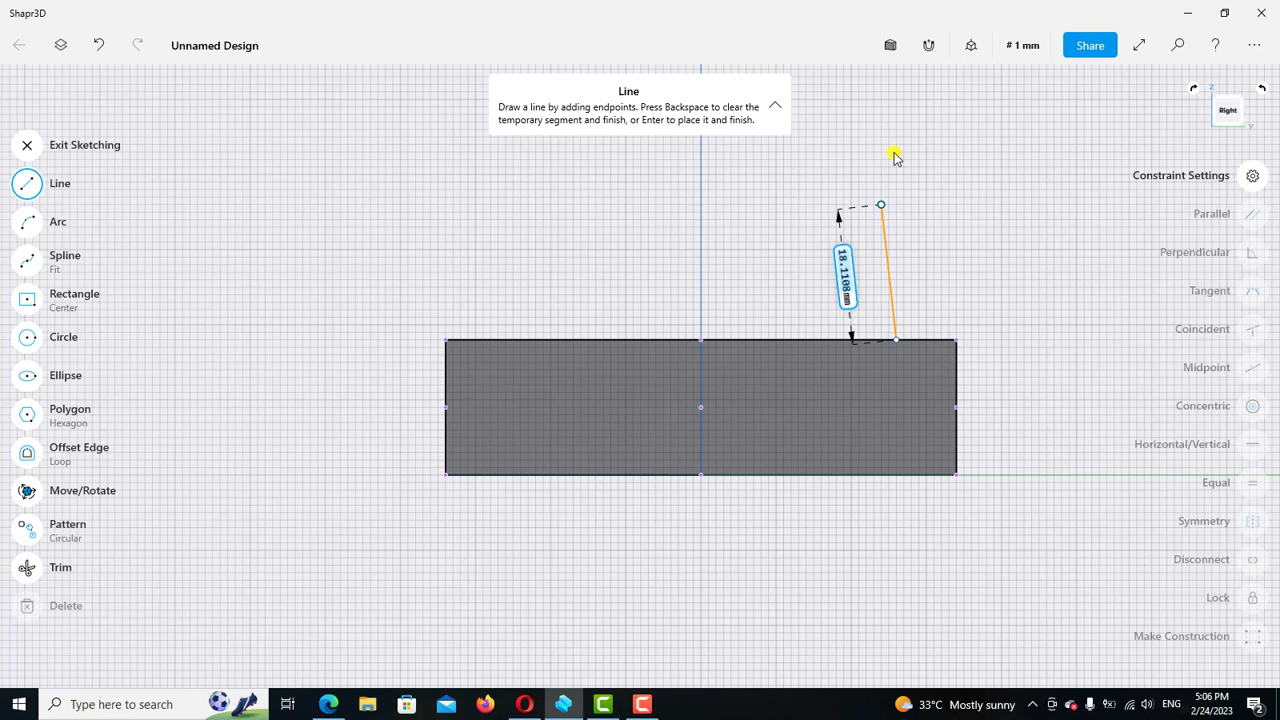 Shapr3D
Unnamed Design
# 1 mm
Share
Line
Draw a line by adding endpoints. Press Backspace to clear the
temporary segment and finish, or Enter to place it and finish.
Z
Right
Y
Exit Sketching
Line
Arc
Spline
Fit
Rectangle
Center
Circle
Ellipse
Polygon
Hexagon
Offset Edge
Loop
Move/Rotate
Pattern
Circular
Trim
Delete
18.1108mm
Constraint Settings
Parallel
Perpendicular
Tangent
Coincident
Midpoint
Concentric
Horizontal/Vertical
Equal
Symmetry
Disconnect
Lock
Make Construction
Type here to search
33°C Mostly sunny
ENG
5:06 PM
2/24/2023
2